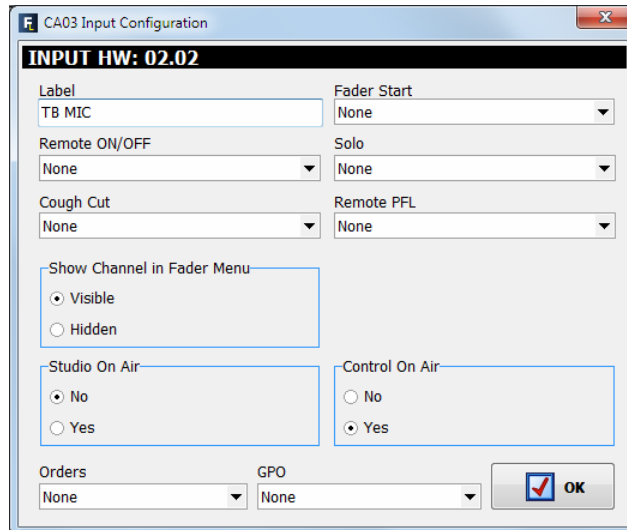 CA03 Input Configuration
INPUT HW: 02.02
Label
TB MIC
Fader Start
None
Remote ON/OFF
None
Solo
None
Cough Cut
None
Remote PFL
None
Show Channel in Fader Menu
Visible
Hidden
Studio On Air
No
Yes
Control On Air
No
Yes
Orders
None
GPO
None
OK